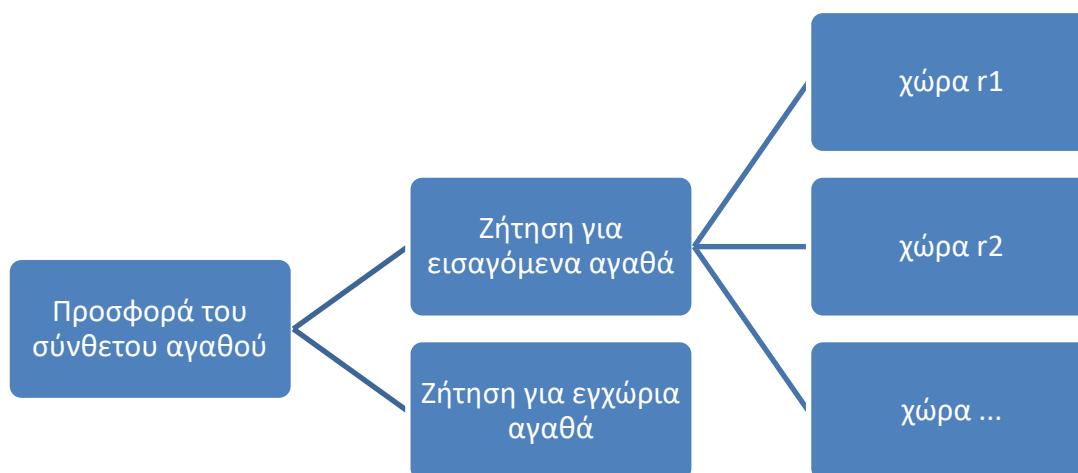 Προσφορά του
σύνθετου αγαθού
Ζήτηση για
εισαγόμενα αγαθά
Ζήτηση για εγχώρια
αγαθά
χώρα r1
χώρα r2
χώρα ...